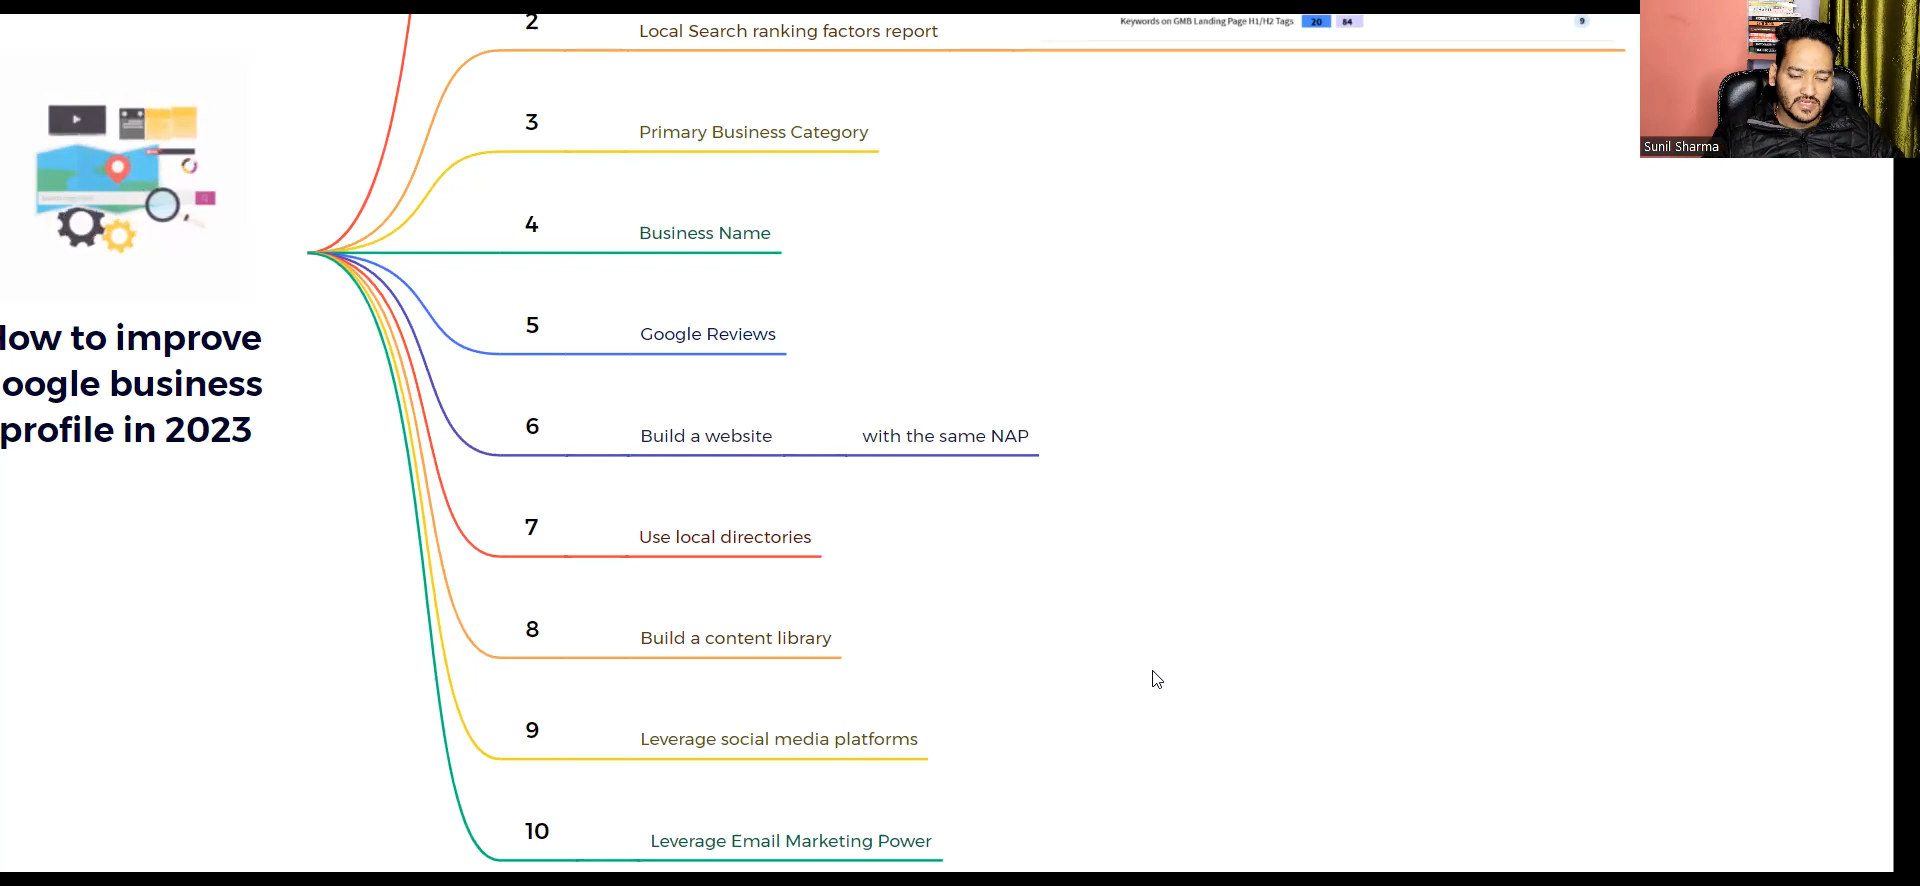 2
Local Search ranking factors report
Keywords on GMB Landing Page H1/H2 Tags 20 84 9
Sunil Sharma
3
Primary Business Category
4
Business Name
5
Google Reviews
How to improve
oogle business
profile in 2023
6
Build a website with the same NAP
7
Use local directories
8
Build a content library
9
Leverage social media platforms
10
Leverage Email Marketing Power